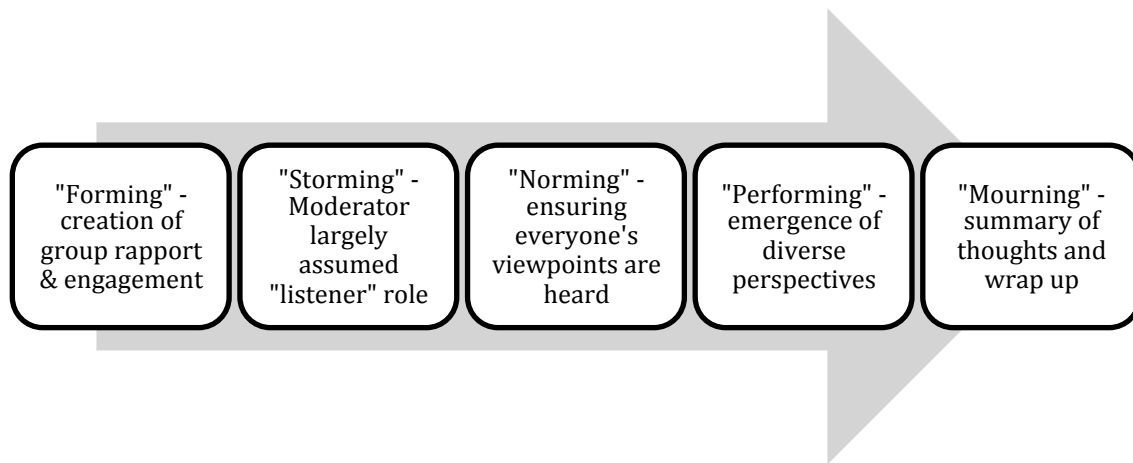 "Forming" -
creation of
group rapport
& engagement
"Storming" -
Moderator
largely
assumed
"listener" role
"Norming" -
ensuring
everyone's
viewpoints are
heard
"Performing" -
emergence of
diverse
perspectives
"Mourning" -
summary of
thoughts and
wrap up